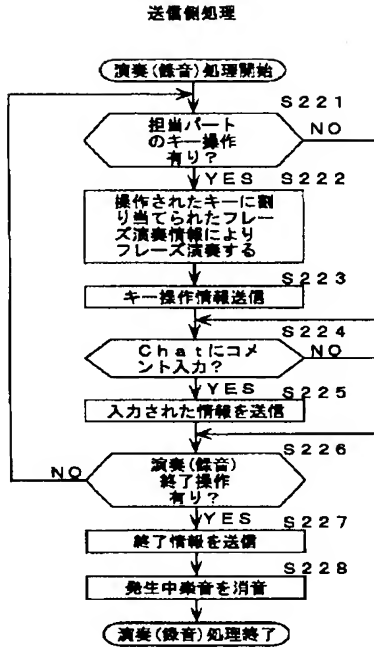 送信側処理
演奏(録音)処理開始
S221
担当パート
のキー操作
有り?
NO
YES
S222
操作されたキーに割
り当てられたフレー
ズ演奏情報により
フレーズ演奏する
S223
キー操作情報送信
S224
Chatにコメ
ント入力?
NO
YES
S225
入力された情報を送信
S226
演奏(録音)
終了操作
有り?
NO
YES
S227
終了情報を送信
S228
発生中楽音を消音
演奏(録音)処理終了